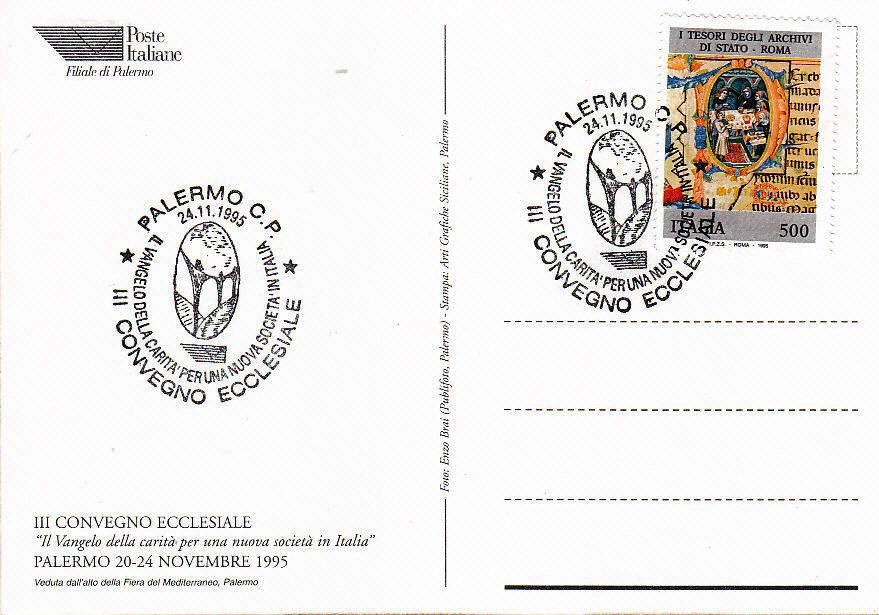 Poste
Italiane
Filiale di Palermo
PALERMO C.P.
24.11.1995
IL VANGELO DELLA CARITA' PER UNA NUOVA SOCIETA' IN ITALIA
★ III CONVEGNO ECCLESIALE ★
III CONVEGNO ECCLESIALE
"Il Vangelo della carità per una nuova società in Italia"
PALERMO 20-24 NOVEMBRE 1995
Veduta dall'alto della Fiera del Mediterraneo, Palermo
Foto: Enzo Brai (Publifoto, Palermo) - Stampa: Arti Grafiche Siciliane, Palermo
PALERMO C.P.
24.11.1995
IL VANGELO DELLA CARITA' PER UNA NUOVA SOCIETA' IN ITALIA
★ III CONVEGNO ECCLESIALE ★
I TESORI DEGLI ARCHIVI
DI STATO - ROMA
ITALIA 500
I.P.Z.S. - ROMA - 1995